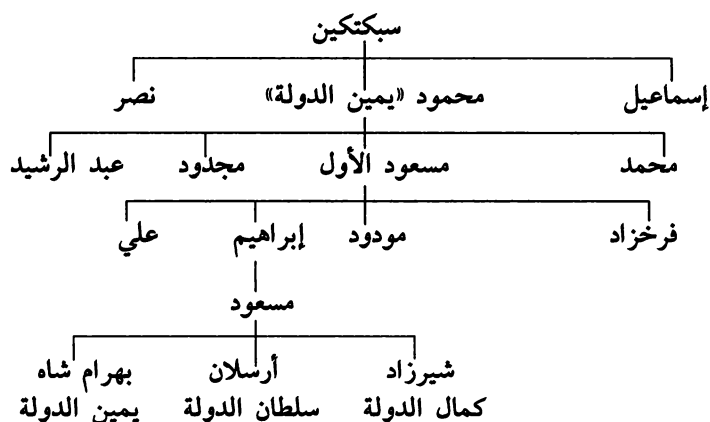 سبكتكين
إسماعيل محمود «يمين الدولة» نصر
محمد مسعود الأول مجدود عبد الرشيد
فرخزاد مودود إبراهيم علي
مسعود
شيرزاد أرسلان بهرام شاه
كمال الدولة سلطان الدولة يمين الدولة